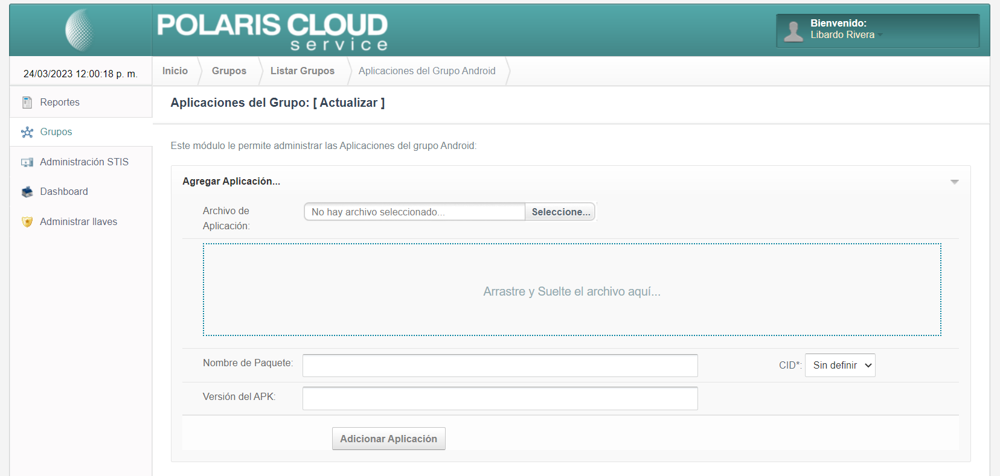 POLARIS CLOUD
service
Bienvenido:
Libardo Rivera
24/03/2023 12:00:18 p. m.
Inicio
Grupos
Listar Grupos
Aplicaciones del Grupo Android
Reportes
Grupos
Administración STIS
Dashboard
Administrar llaves
Aplicaciones del Grupo: [ Actualizar ]
Este módulo le permite administrar las Aplicaciones del grupo Android:
Agregar Aplicación...
Archivo de
Aplicación:
No hay archivo seleccionado...
Seleccione...
Arrastre y Suelte el archivo aquí...
Nombre de Paquete:
CID*:
Sin definir
Versión del APK:
Adicionar Aplicación